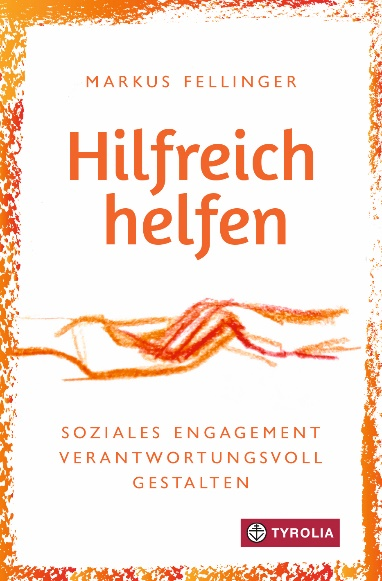 MARKUS FELLINGER
Hilfreich
helfen
SOZIALES ENGAGEMENT
VERANTWORTUNGSVOLL
GESTALTEN
TYROLIA